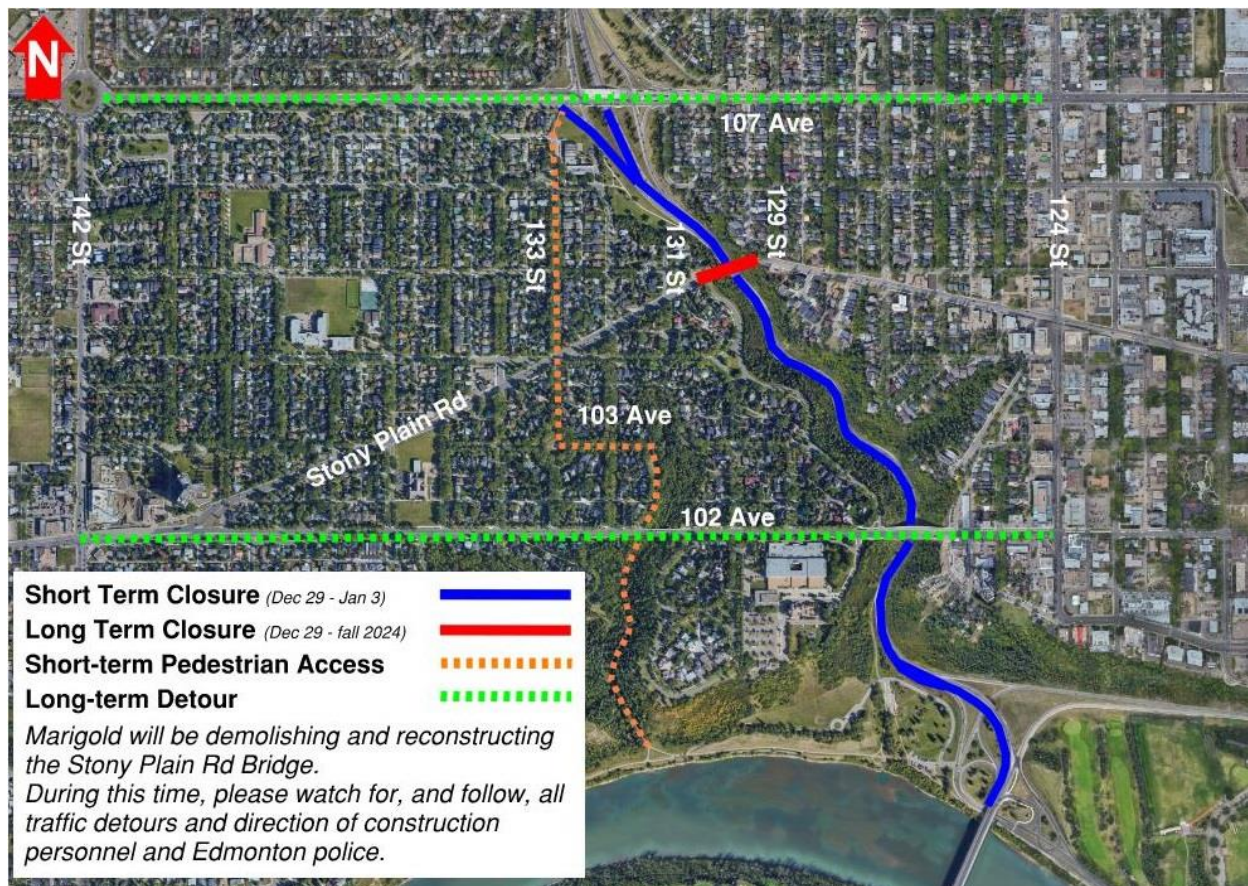 N
107 Ave
142 St
133 St
131 St
129 St
124 St
103 Ave
Stony Plain Rd
102 Ave
Short Term Closure (Dec 29 - Jan 3)
Long Term Closure (Dec 29 - fall 2024)
Short-term Pedestrian Access
Long-term Detour
Marigold will be demolishing and reconstructing
the Stony Plain Rd Bridge.
During this time, please watch for, and follow, all
traffic detours and direction of construction
personnel and Edmonton police.